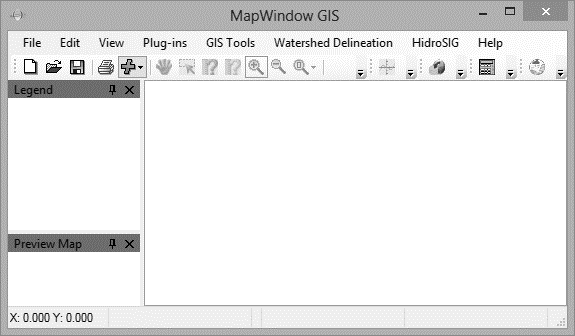 MapWindow GIS
File Edit View Plug-ins GIS Tools Watershed Delineation HidroSIG Help
Legend
Preview Map
X: 0.000 Y: 0.000